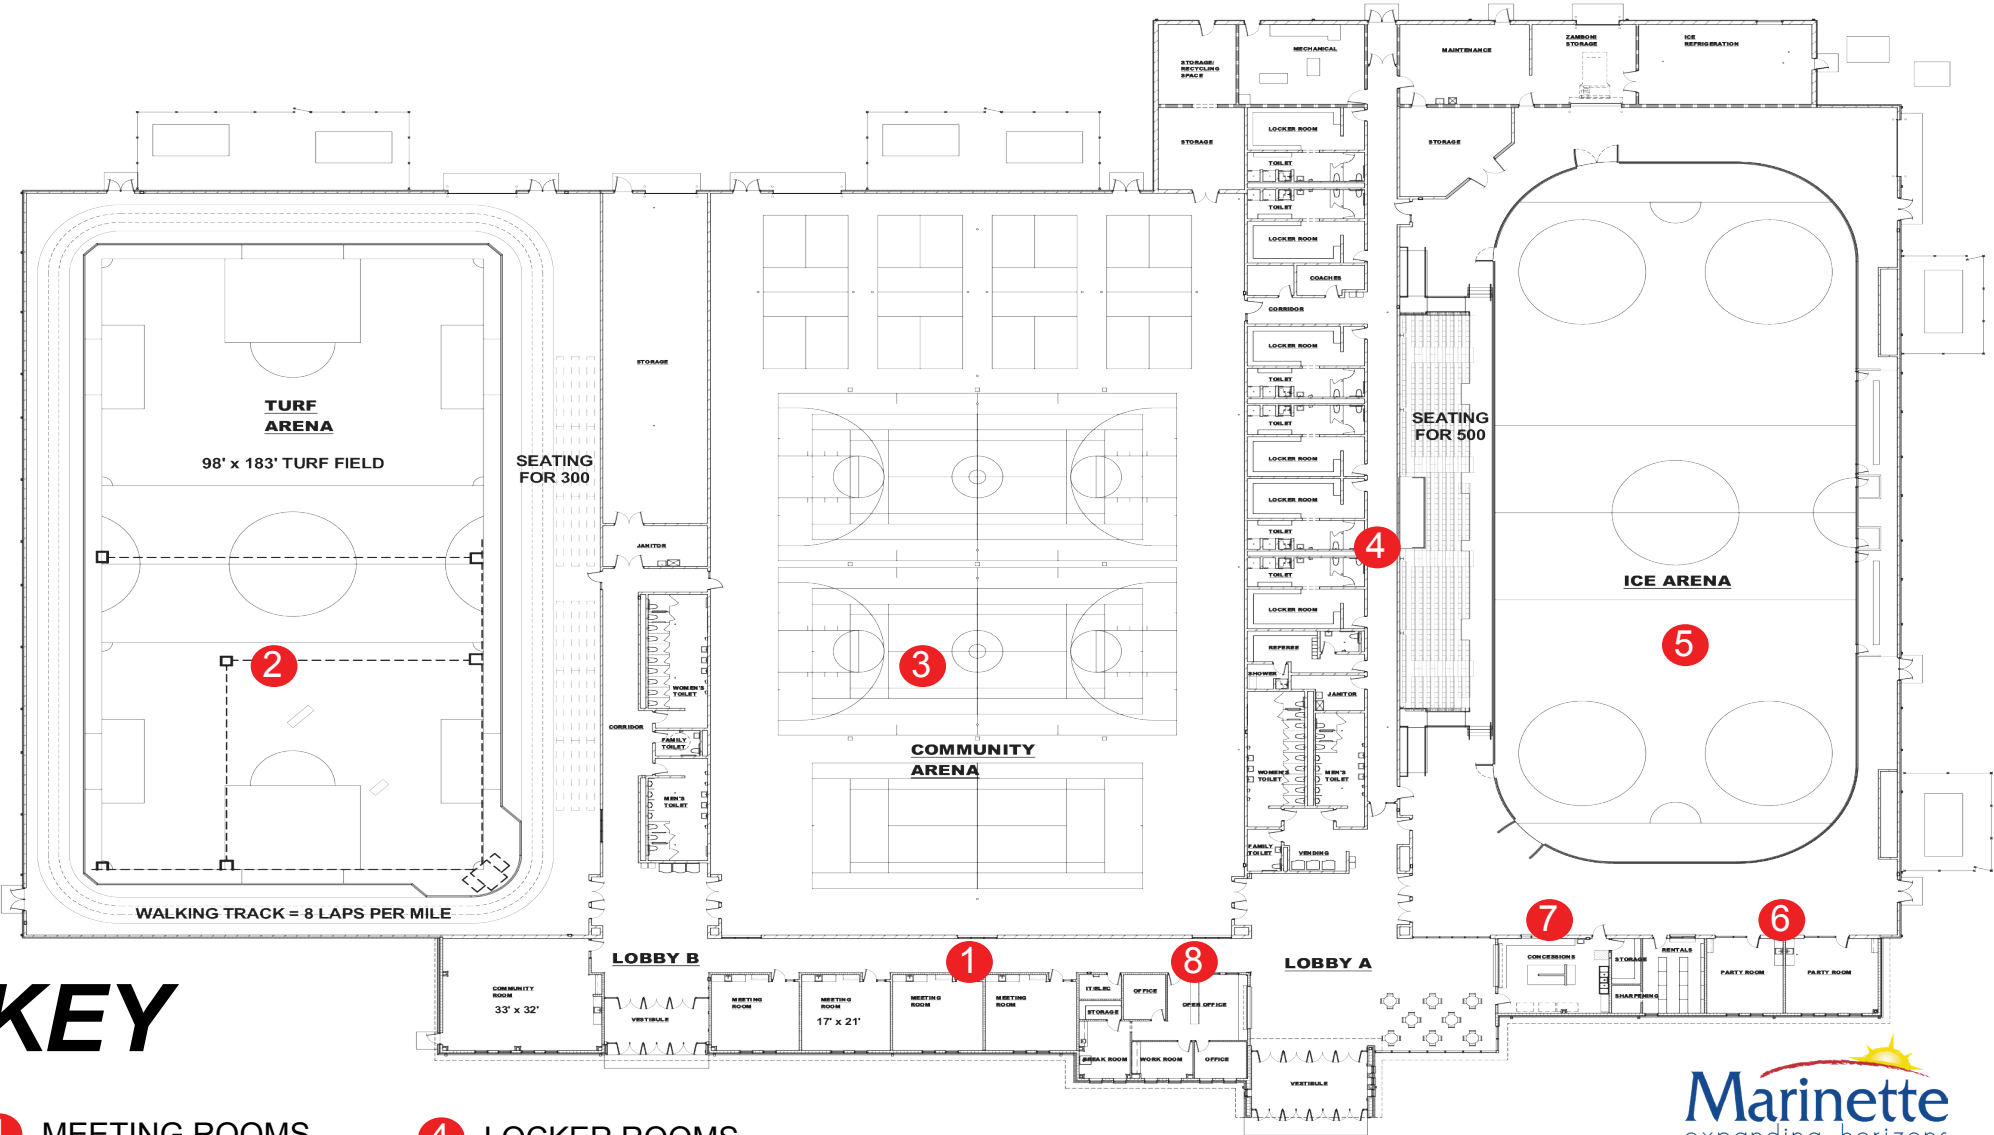 STORAGE/
RECYCLING
SPACE
MECHANICAL
MAINTENANCE
ZAMBONI
STORAGE
ICE
REFRIGERATION
STORAGE
LOCKER ROOM
TOILET
TOILET
LOCKER ROOM
COACHES
CORRIDOR
LOCKER ROOM
TOILET
TOILET
LOCKER ROOM
LOCKER ROOM
TOILET
TOILET
LOCKER ROOM
REFEREE
SHOWER
JANITOR
WOMEN'S
TOILET
MEN'S
TOILET
FAMILY
TOILET
VENDING
STORAGE
4
SEATING
FOR 500
ICE ARENA
5
TURF
ARENA
98' x 183' TURF FIELD
SEATING
FOR 300
2
WALKING TRACK = 8 LAPS PER MILE
STORAGE
JANITOR
WOMEN'S
TOILET
CORRIDOR
FAMILY
TOILET
MEN'S
TOILET
3
COMMUNITY
ARENA
LOBBY B
COMMUNITY
ROOM
33' x 32'
VESTIBULE
MEETING
ROOM
MEETING
ROOM
17' x 21'
1
MEETING
ROOM
MEETING
ROOM
8
IT/ELEC
STORAGE
OFFICE
OPEN OFFICE
BREAK ROOM
WORK ROOM
OFFICE
LOBBY A
VESTIBULE
7
CONCESSIONS
STORAGE
SHARPENING
RENTALS
6
PARTY ROOM
PARTY ROOM
KEY
1 MEETING ROOMS
4 LOCKER ROOMS
Marinette
expanding horizons